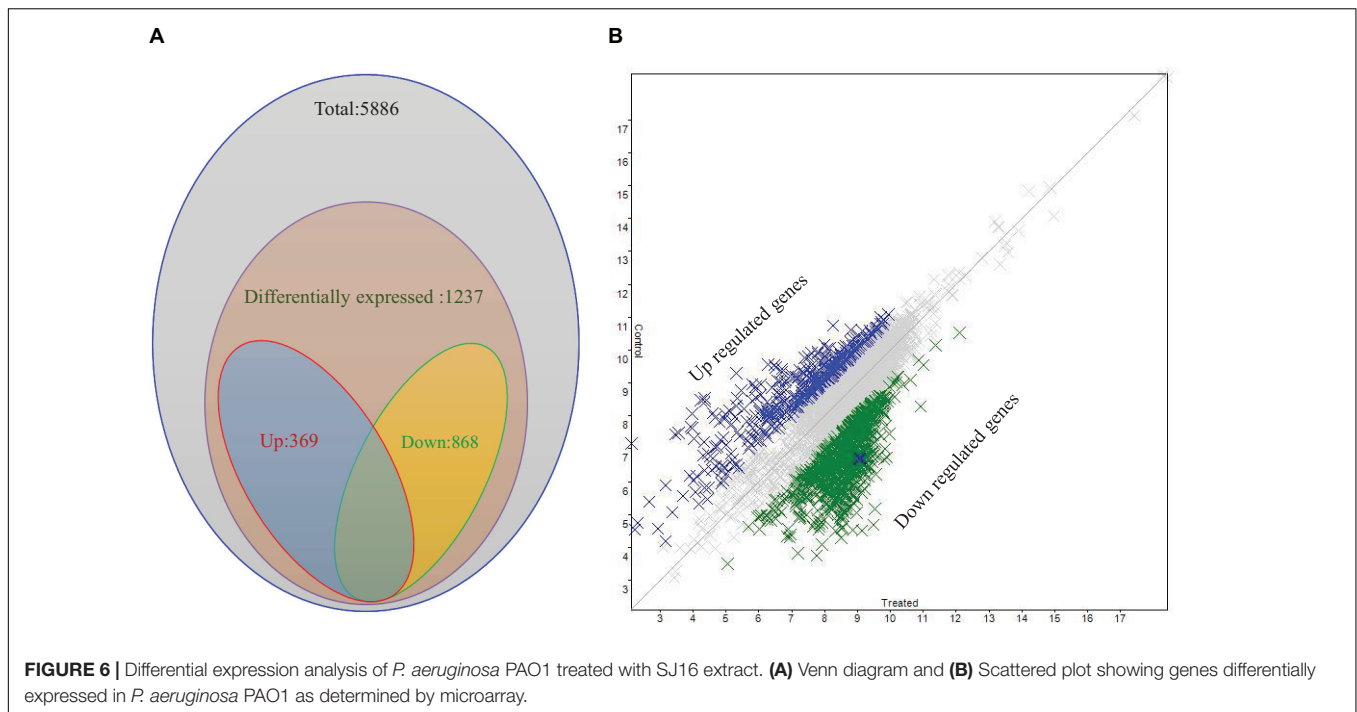 A
B
Total:5886
Differentially expressed :1237
Up:369
Down:868
17
16
15
14
13
12
11
10
9
8
7
6
5
4
3
Control
Up regulated genes
Down regulated genes
Treated
3 4 5 6 7 8 9 10 11 12 13 14 15 16 17
FIGURE 6 | Differential expression analysis of P. aeruginosa PAO1 treated with SJ16 extract. (A) Venn diagram and (B) Scattered plot showing genes differentially
expressed in P. aeruginosa PAO1 as determined by microarray.